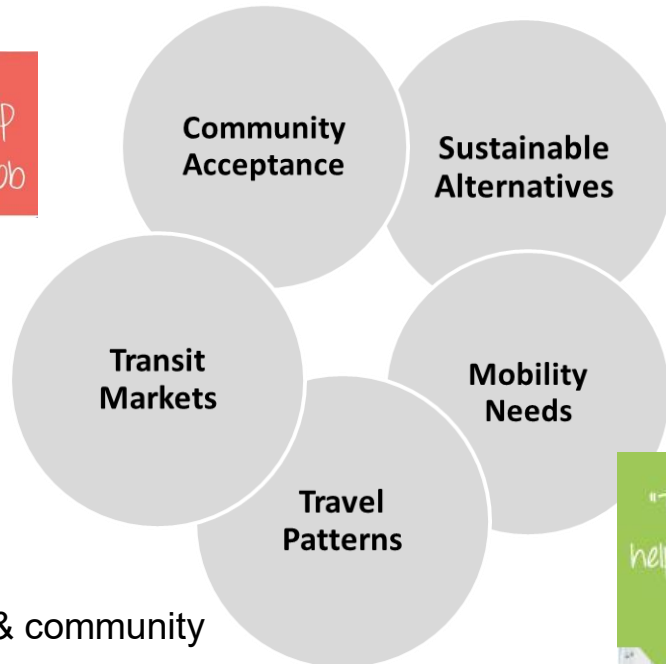 Community
Acceptance
Sustainable
Alternatives
Transit
Markets
Mobility
Needs
Travel
Patterns
& community